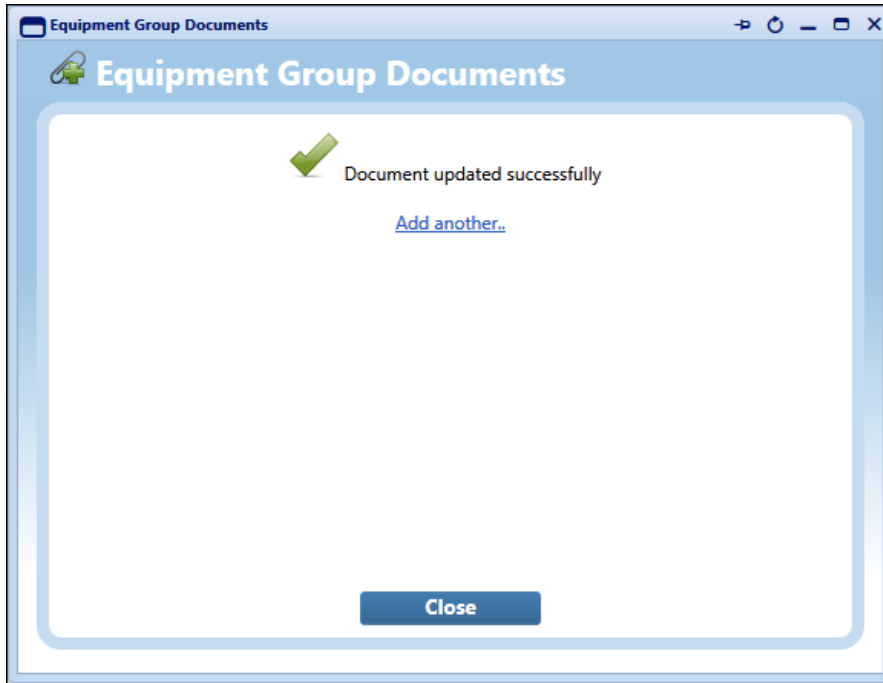 Equipment Group Documents
Equipment Group Documents
Document updated successfully
Add another..
Close